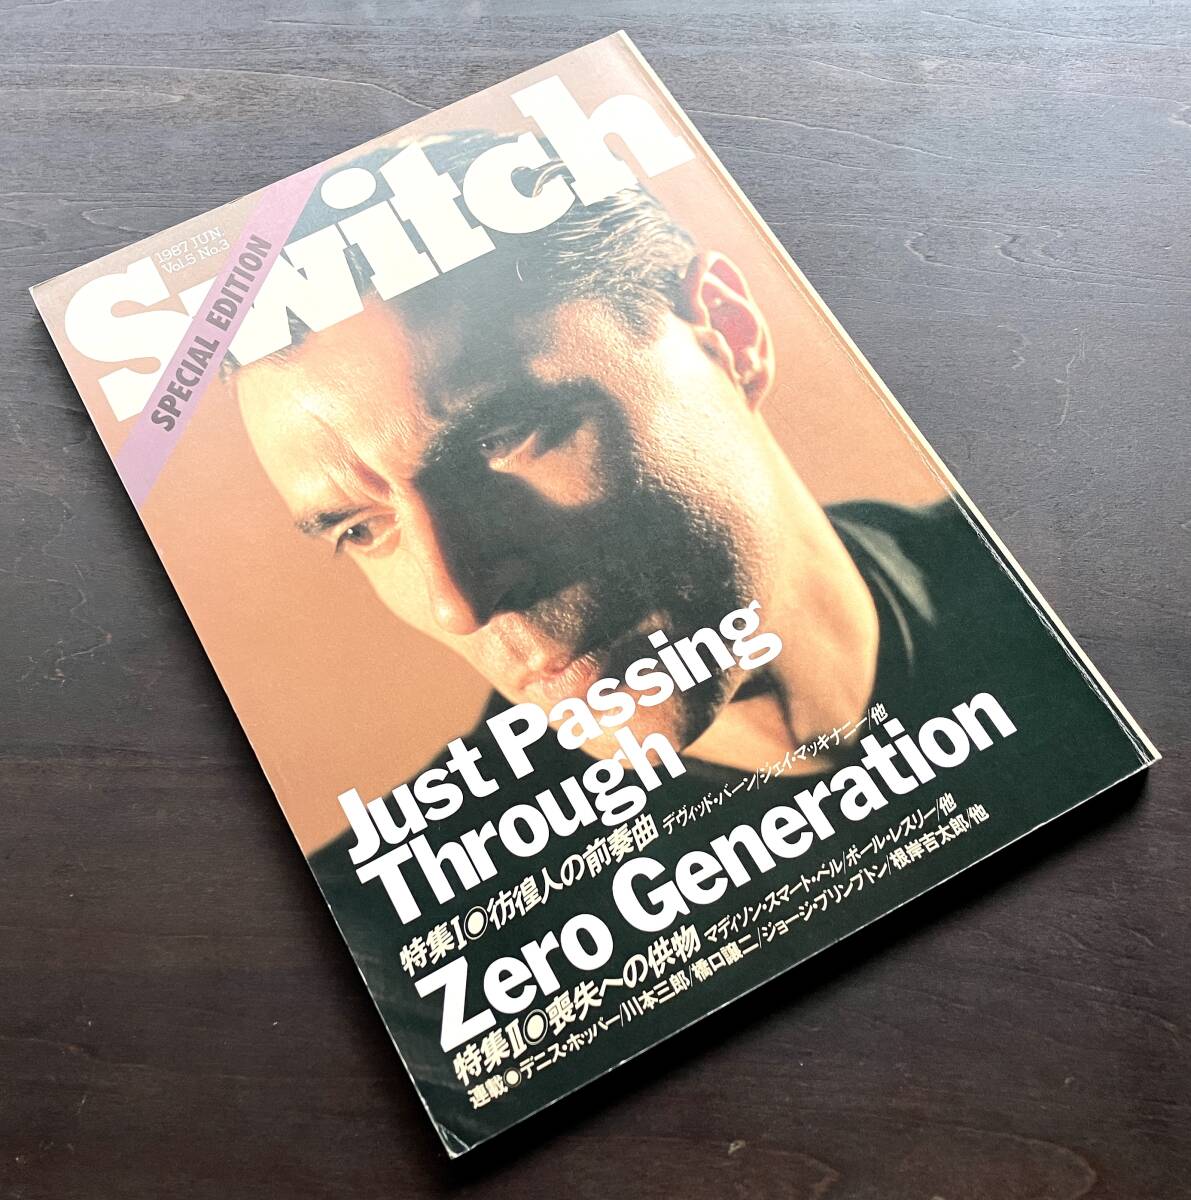 Switch
1987 JUN.
Vol.5 No.3
SPECIAL EDITION
Just Passing
Through
特集I◉彷徨人の前奏曲 デヴィッド・バーン/ジェイ・マッキナニー/他
Zero Generation
特集II◉喪失への供物 マディソン・スマート・ベル/ポール・レスリー/他
連載◉デニス・ホッパー/川本三郎/橋口譲二/ジョージ・プリンプトン/根岸吉太郎/他